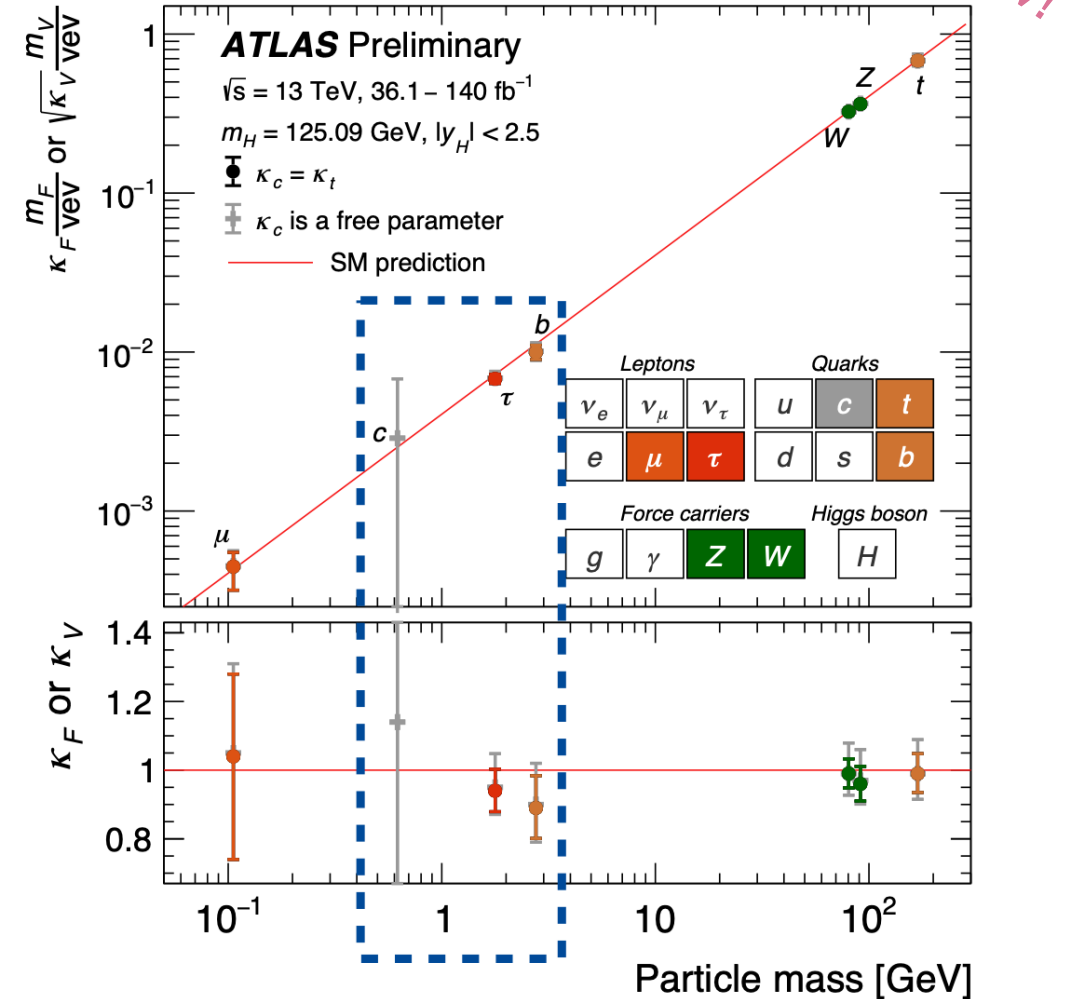 κ_F m_F/vev or √κ_V m_V/vev
ATLAS Preliminary
√s = 13 TeV, 36.1 – 140 fb⁻¹
m_H = 125.09 GeV, |y_H| < 2.5
κ_c = κ_t
κ_c is a free parameter
SM prediction
1
10⁻¹
10⁻²
10⁻³
μ
c
τ
b
W
Z
t
Leptons Quarks
ν_e ν_μ ν_τ u c t
e μ τ d s b
Force carriers Higgs boson
g γ Z W H
κ_F or κ_V
1.4
1.2
1
0.8
10⁻¹ 1 10 10²
Particle mass [GeV]